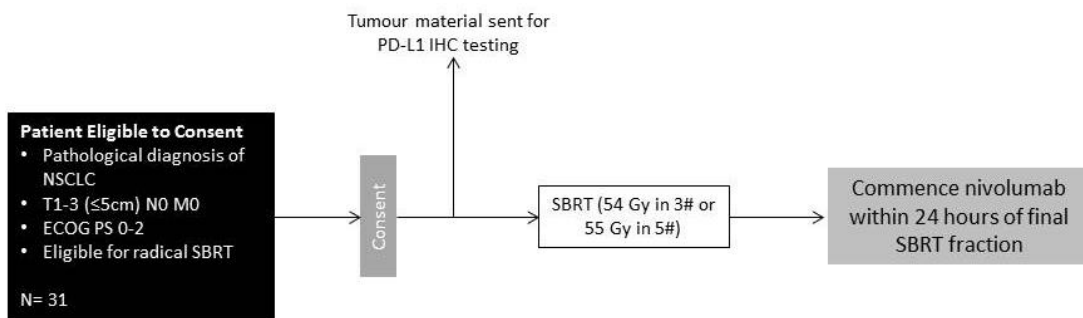 Tumour material sent for
PD-L1 IHC testing
Patient Eligible to Consent
• Pathological diagnosis of
NSCLC
• T1-3 (≤5cm) N0 M0
• ECOG PS 0-2
• Eligible for radical SBRT
N= 31
Consent
SBRT (54 Gy in 3# or
55 Gy in 5#)
Commence nivolumab
within 24 hours of final
SBRT fraction